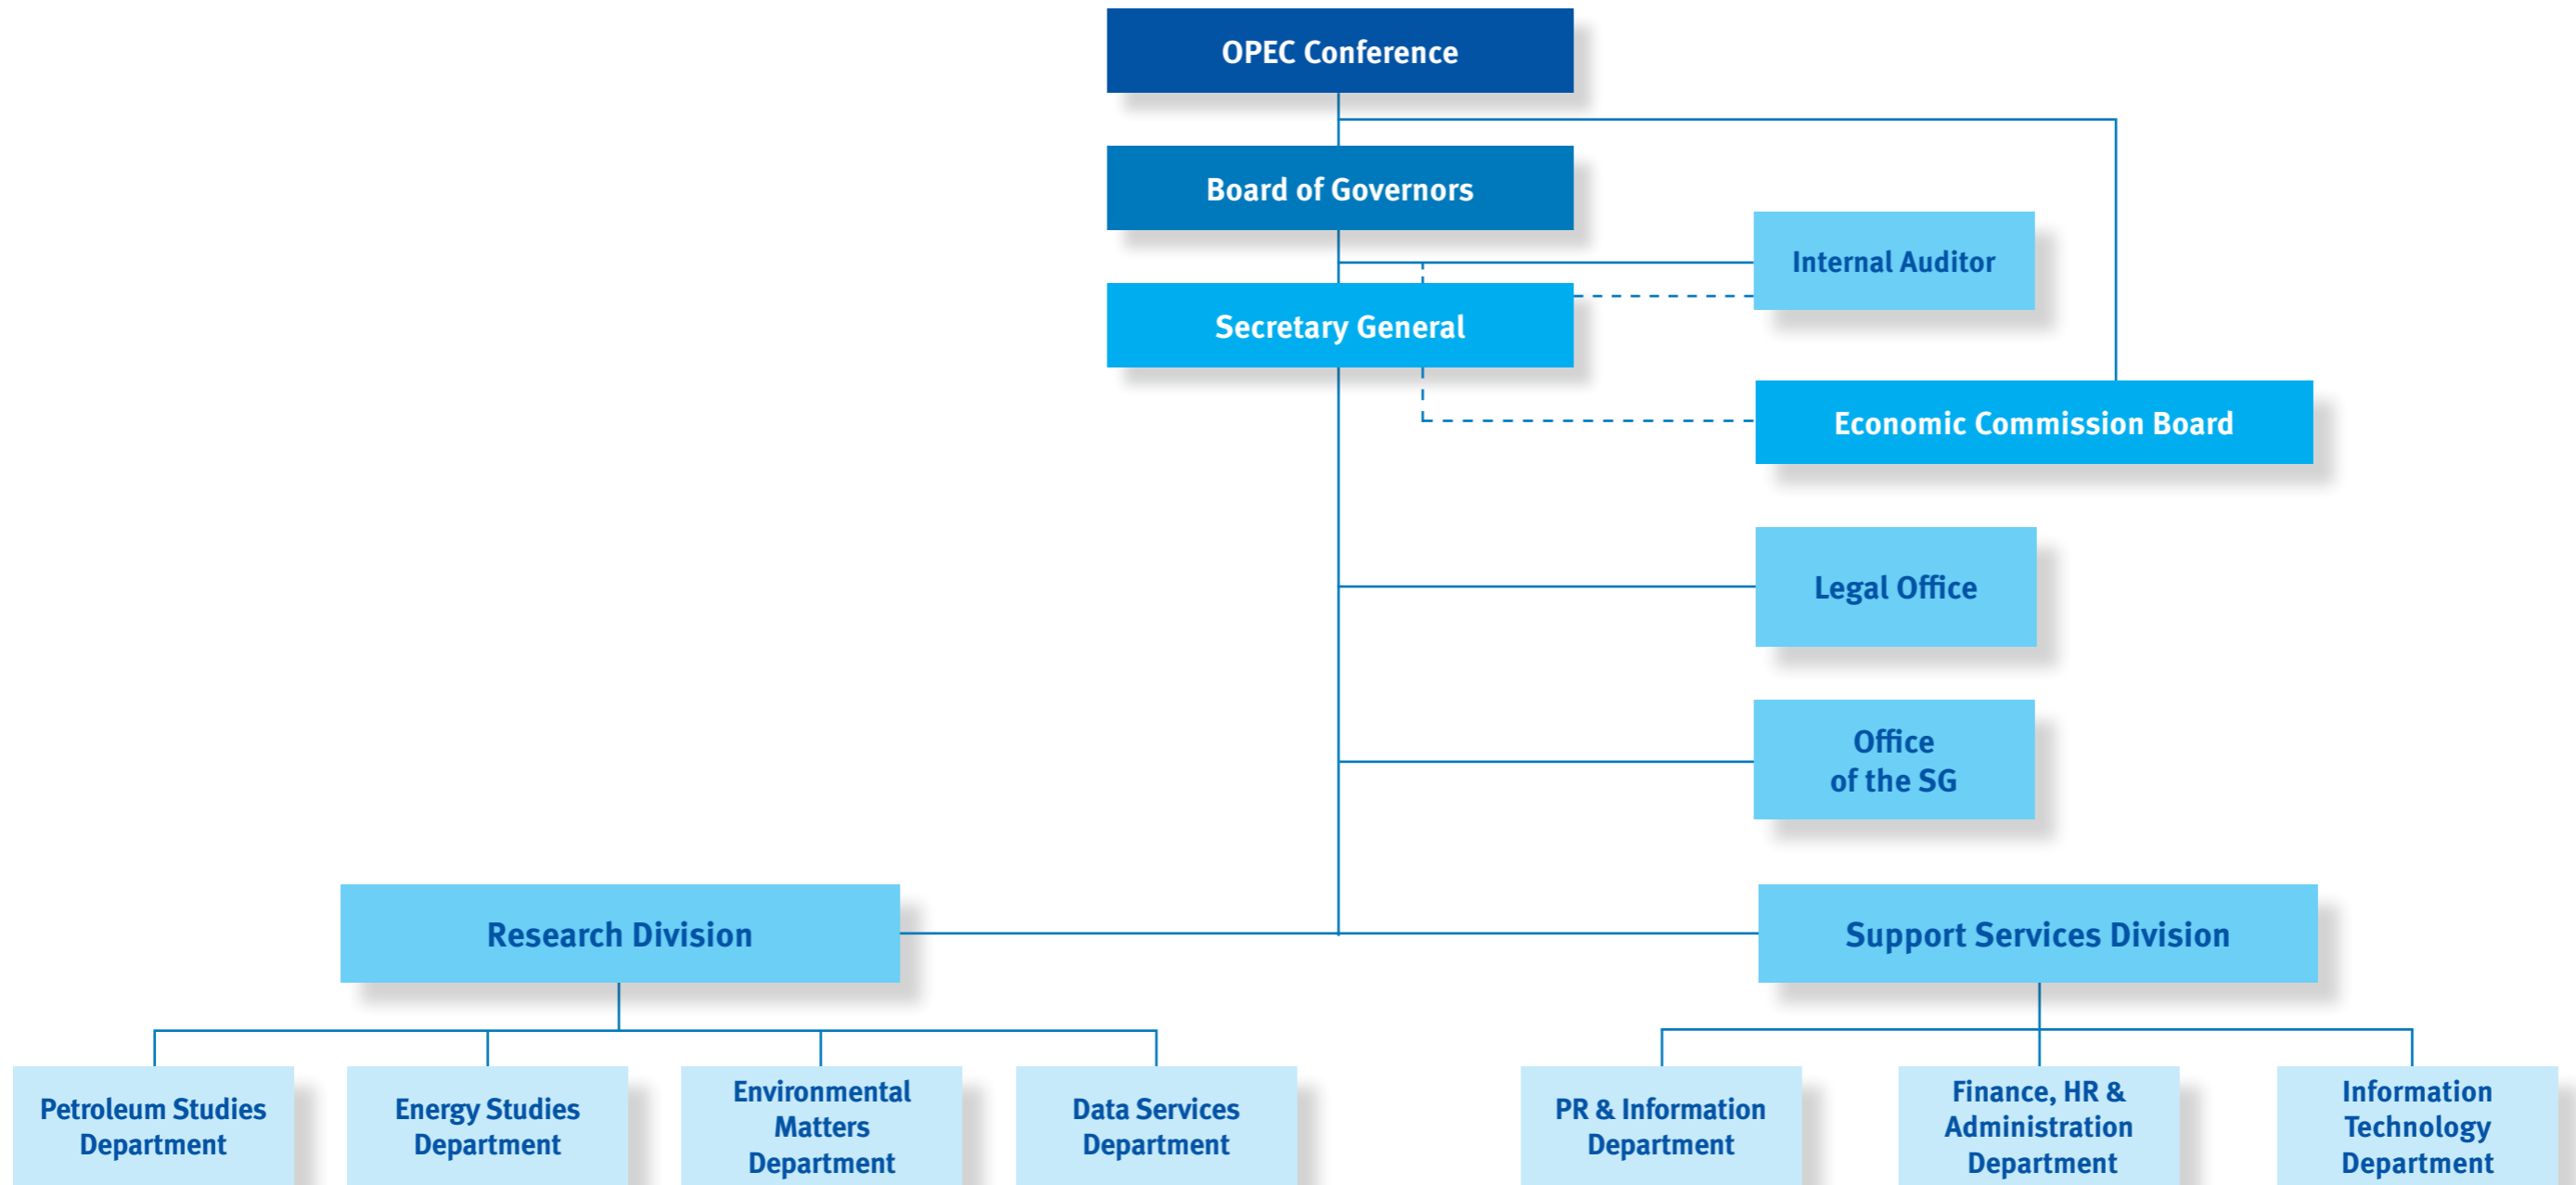 OPEC Conference
Board of Governors
Internal Auditor
Secretary General
Economic Commission Board
Legal Office
Office
of the SG
Research Division
Support Services Division
Petroleum Studies
Department
Energy Studies
Department
Environmental
Matters
Department
Data Services
Department
PR & Information
Department
Finance, HR &
Administration
Department
Information
Technology
Department